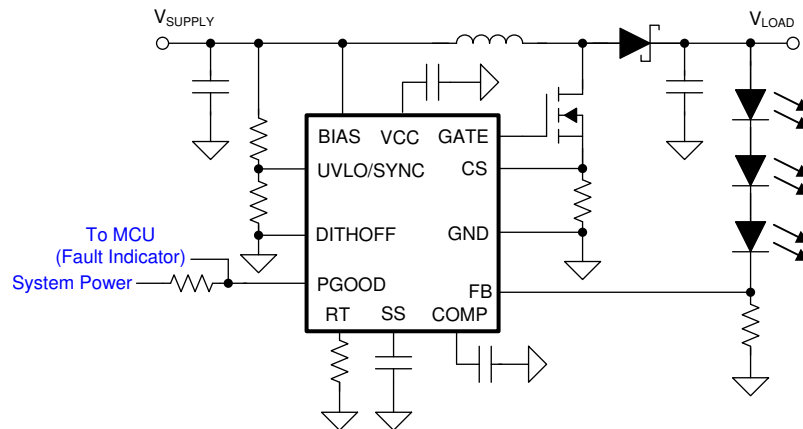 VSUPPLY
VLOAD
BIAS
VCC
GATE
UVLO/SYNC
CS
To MCU
(Fault Indicator)
DITHOFF
GND
System Power
PGOOD
FB
RT
SS
COMP